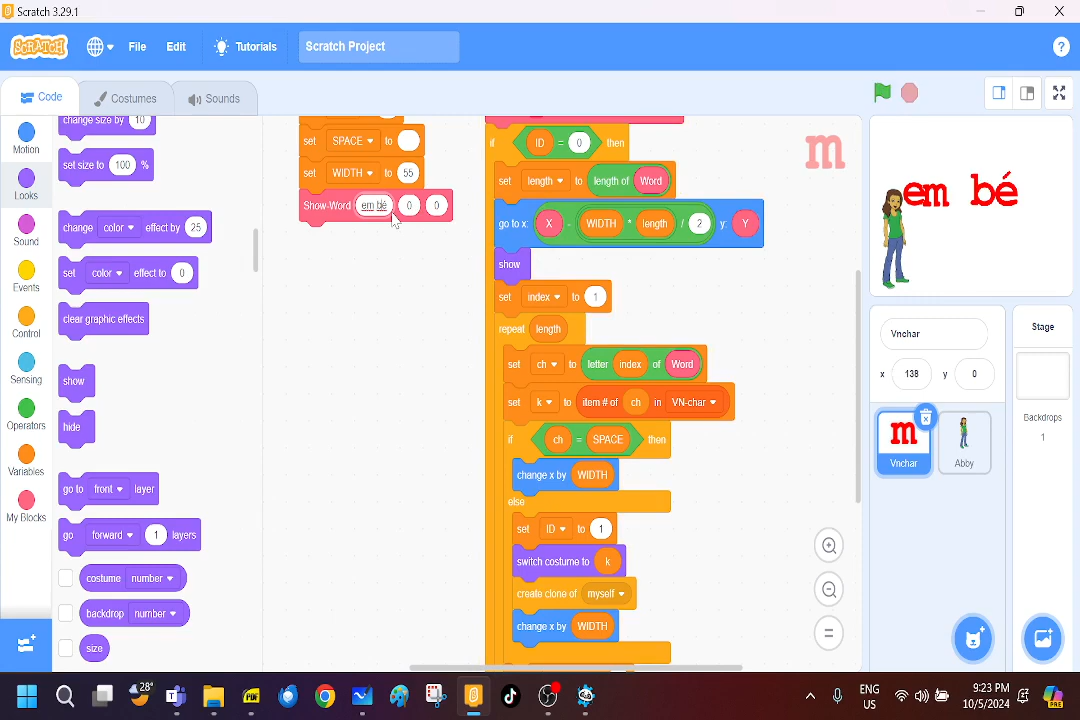 Scratch 3.29.1
SCRATCH File Edit Tutorials Scratch Project ?
Code Costumes Sounds
Motion
Looks
Sound
Events
Control
Sensing
Operators
Variables
My Blocks
change size by 10
set size to 100 %
change color effect by 25
set color effect to 0
clear graphic effects
show
hide
go to front layer
go forward 1 layers
costume number
backdrop number
size
set SPACE to
set WIDTH to 55
Show-Word em bé 0 0
if ID = 0 then
set length to length of Word
go to x: X - WIDTH * length / 2 y: Y
show
set index to 1
repeat length
set ch to letter index of Word
set k to item # of ch in VN-char
if ch = SPACE then
change x by WIDTH
else
set ID to 1
switch costume to k
create clone of myself
change x by WIDTH
m
em bé
Vnchar
x 138 y 0
m
Vnchar
Abby
Stage
Backdrops
1
28°
PDF
ENG
US
9:23 PM
10/5/2024
PRE